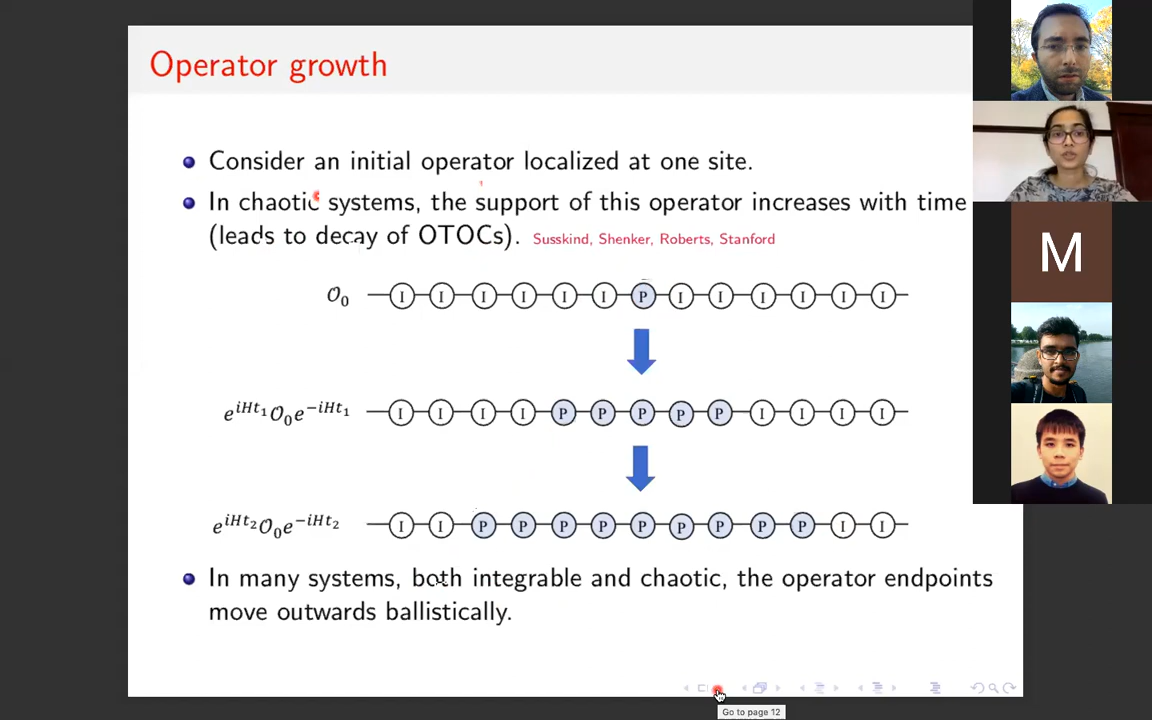 Operator growth
Consider an initial operator localized at one site.
In chaotic systems, the support of this operator increases with time
(leads to decay of OTOCs). Susskind, Shenker, Roberts, Stanford
𝒪₀ I I I I I I P I I I I I I
e^{iHt₁}𝒪₀e^{−iHt₁} I I I I P P P P P I I I I
e^{iHt₂}𝒪₀e^{−iHt₂} I I P P P P P P P P P I I
In many systems, both integrable and chaotic, the operator endpoints
move outwards ballistically.
Go to page 12
M